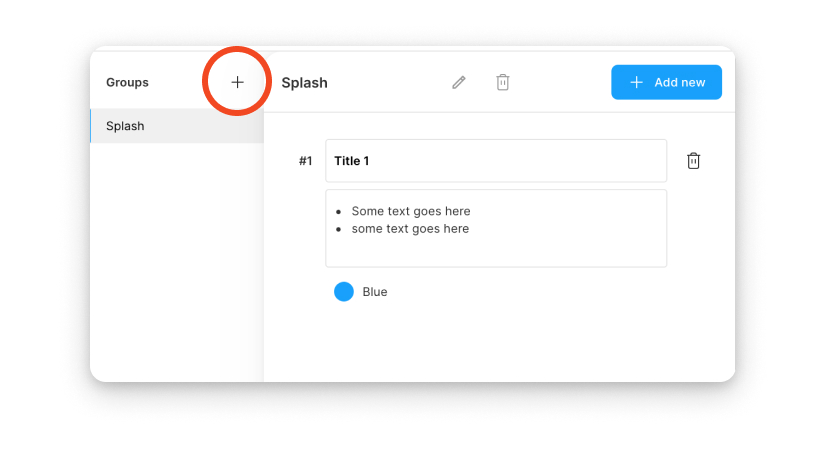 Groups
Splash
Add new
Splash
#1
Title 1
Some text goes here
some text goes here
Blue